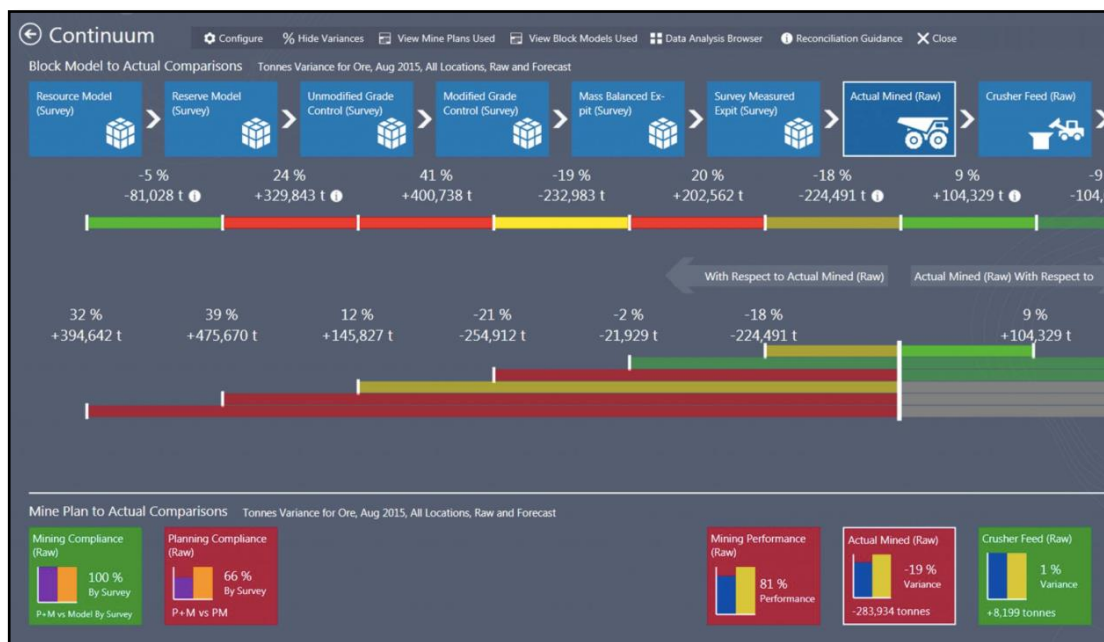 Continuum
Configure
% Hide Variances
View Mine Plans Used
View Block Models Used
Data Analysis Browser
Recconciliation Guidance
Close
Block Model to Actual Comparisons
Tonnes Variance for Ore, Aug 2015, All Locations, Raw and Forecast
Resource Model
(Survey)
Reserve Model
(Survey)
Unmodified Grade
Control (Survey)
Modified Grade
Control (Survey)
Mass Balanced Ex-
pit (Survey)
Survey Measured
Expit (Survey)
Actual Mined (Raw)
Crusher Feed (Raw)
-5 %
24 %
41 %
-19 %
20 %
-18 %
9 %
-9
-81,028 t
+329,843 t
+400,738 t
-232,983 t
+202,562 t
-224,491 t
+104,329 t
-104,
With Respect to Actual Mined (Raw)
Actual Mined (Raw) With Respect to
32 %
39 %
12 %
-21 %
-2 %
-18 %
9 %
+394,642 t
+475,670 t
+145,827 t
-254,912 t
-21,929 t
-224,491 t
+104,329 t
Mine Plan to Actual Comparisons
Tonnes Variance for Ore, Aug 2015, All Locations, Raw and Forecast
Mining Compliance
(Raw)
100 %
By Survey
P+M vs Model By Survey
Planning Compliance
(Raw)
66 %
By Survey
P+M vs PM
Mining Performance
(Raw)
81 %
Performance
Actual Mined (Raw)
-19 %
Variance
-283,934 tonnes
Crusher Feed (Raw)
1 %
Variance
+8,199 tonnes